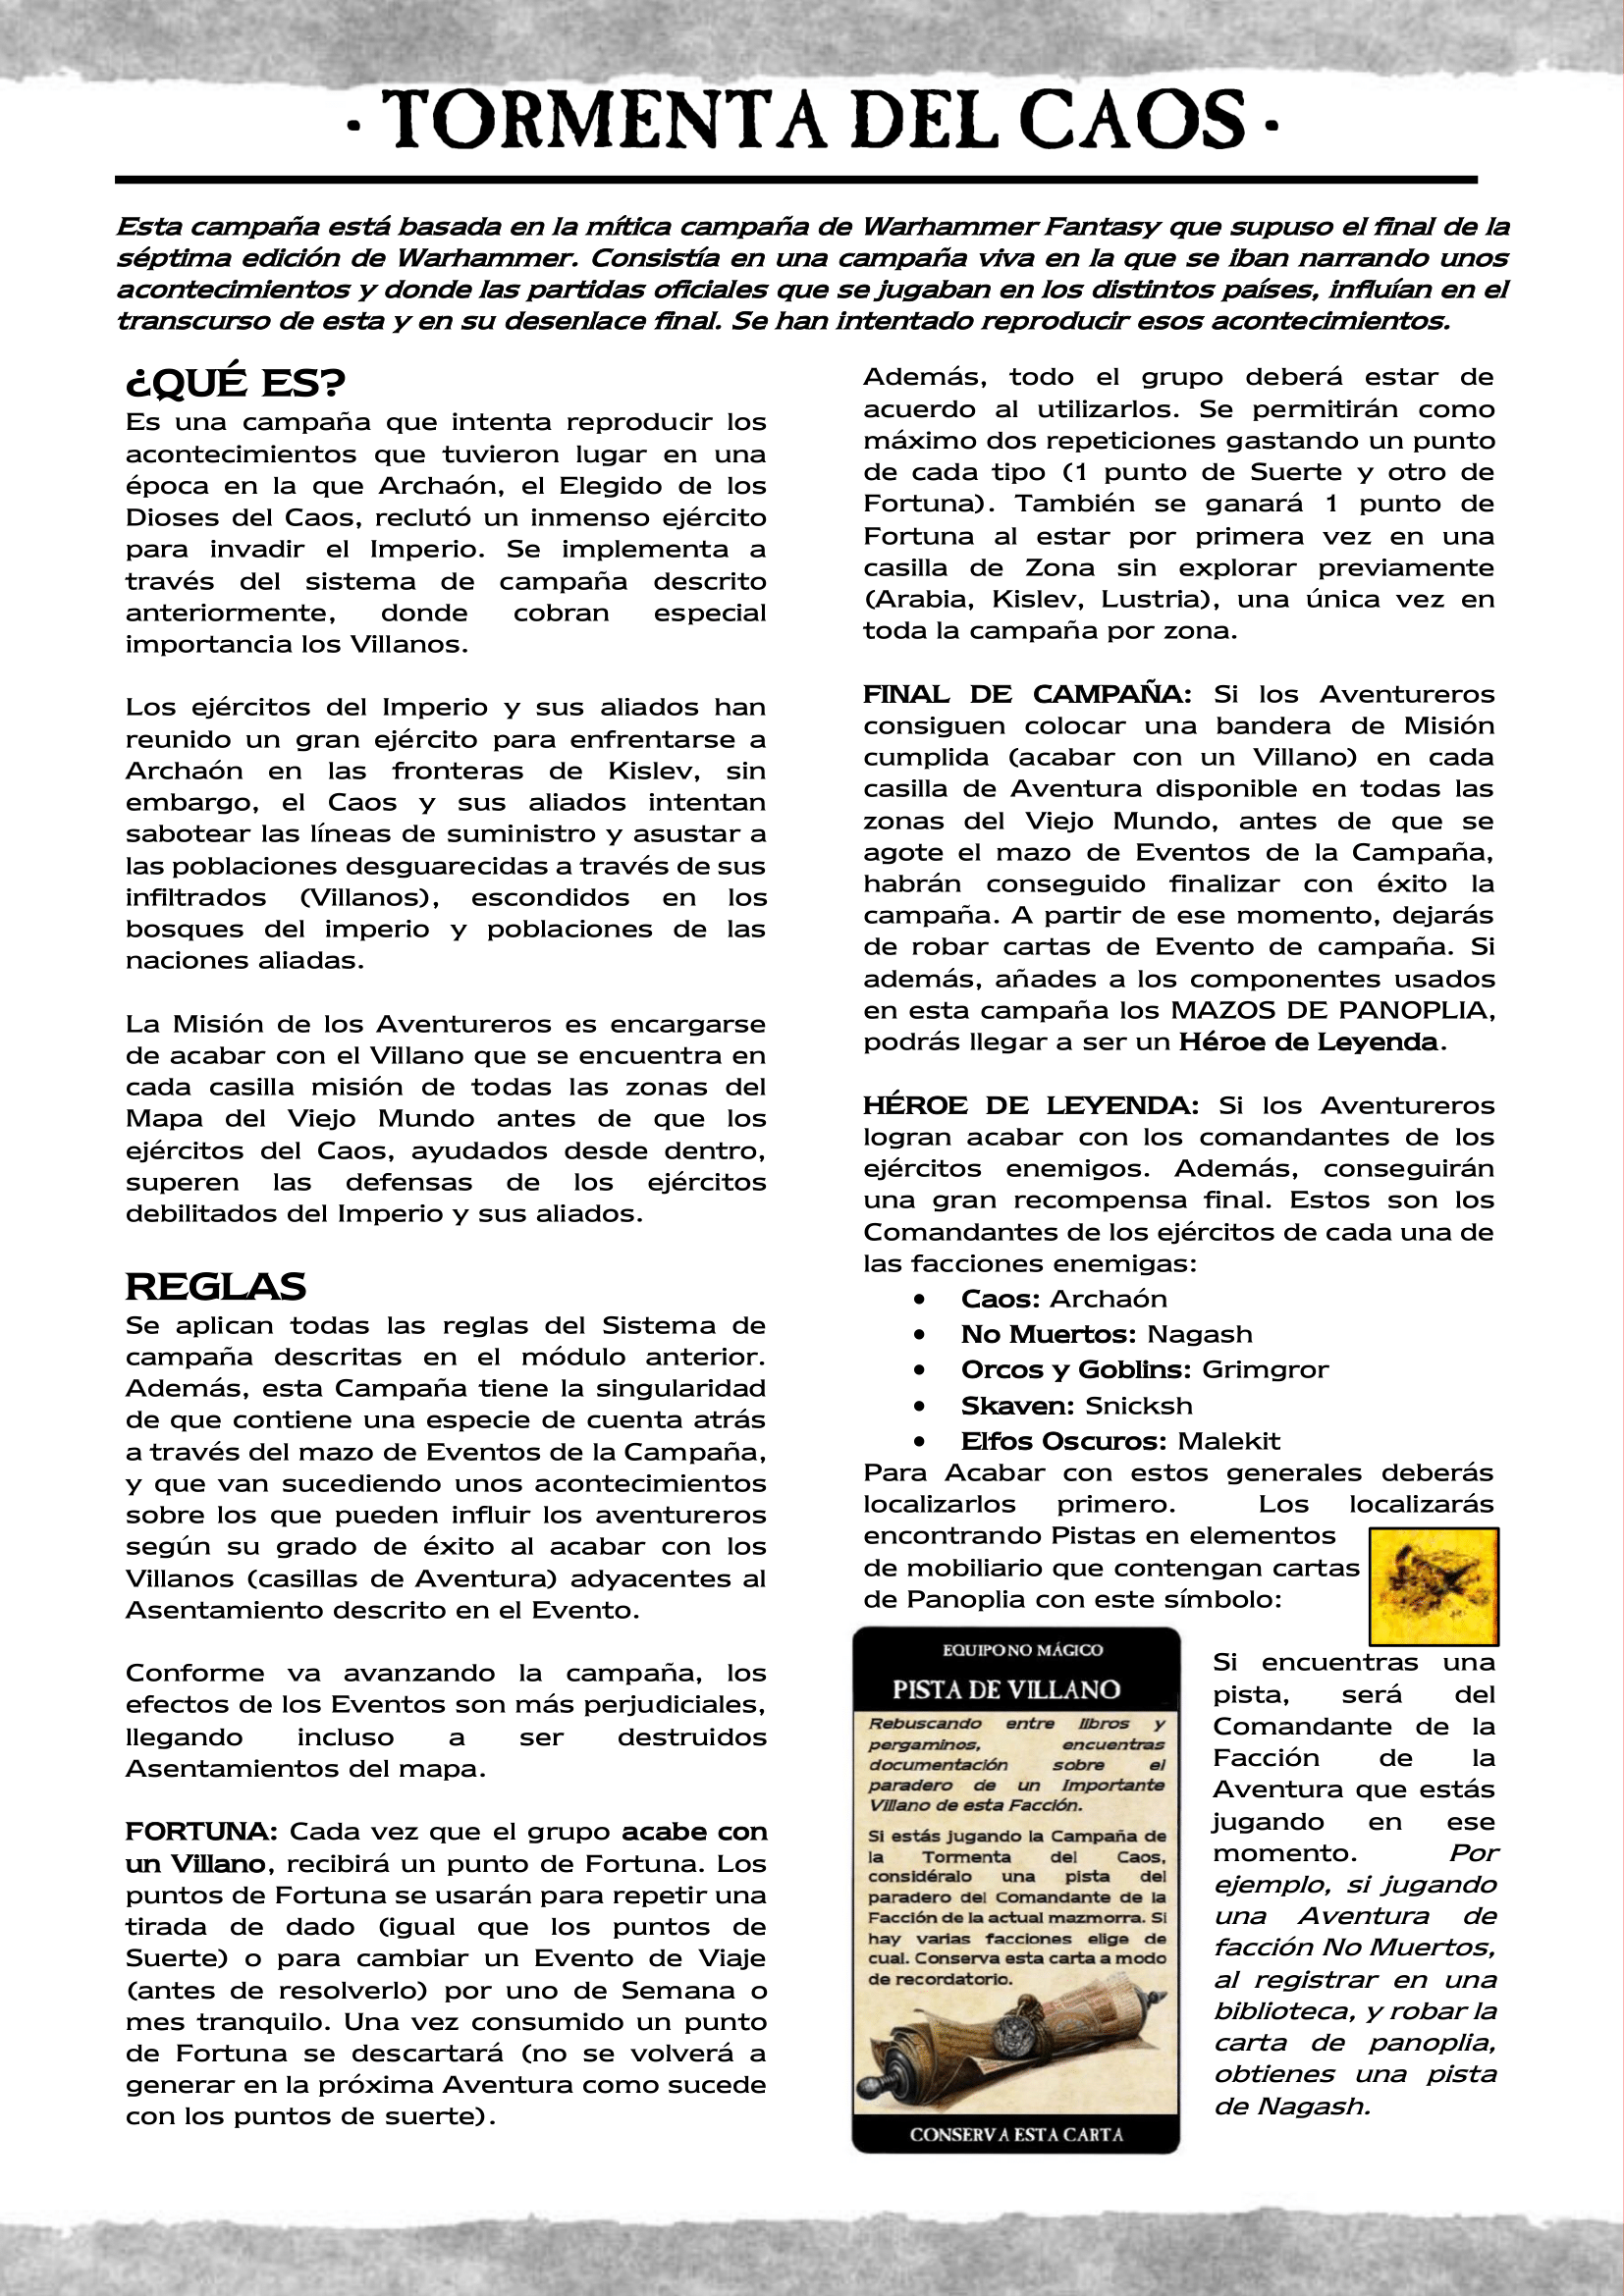 · TORMENTA DEL CAOS ·
Esta campaña está basada en la mítica campaña de Warhammer Fantasy que supuso el final de la
séptima edición de Warhammer. Consistía en una campaña viva en la que se iban narrando unos
acontecimientos y donde las partidas oficiales que se jugaban en los distintos países, influían en el
transcurso de esta y en su desenlace final. Se han intentado reproducir esos acontecimientos.
¿QUÉ ES?
Es una campaña que intenta reproducir los
acontecimientos que tuvieron lugar en una
época en la que Archaón, el Elegido de los
Dioses del Caos, reclutó un inmenso ejército
para invadir el Imperio. Se implementa a
través del sistema de campaña descrito
anteriormente, donde cobran especial
importancia los Villanos.
Los ejércitos del Imperio y sus aliados han
reunido un gran ejército para enfrentarse a
Archaón en las fronteras de Kislev, sin
embargo, el Caos y sus aliados intentan
sabotear las líneas de suministro y asustar a
las poblaciones desguarecidas a través de sus
infiltrados (Villanos), escondidos en los
bosques del imperio y poblaciones de las
naciones aliadas.
La Misión de los Aventureros es encargarse
de acabar con el Villano que se encuentra en
cada casilla misión de todas las zonas del
Mapa del Viejo Mundo antes de que los
ejércitos del Caos, ayudados desde dentro,
superen las defensas de los ejércitos
debilitados del Imperio y sus aliados.
REGLAS
Se aplican todas las reglas del Sistema de
campaña descritas en el módulo anterior.
Además, esta Campaña tiene la singularidad
de que contiene una especie de cuenta atrás
a través del mazo de Eventos de la Campaña,
y que van sucediendo unos acontecimientos
sobre los que pueden influir los aventureros
según su grado de éxito al acabar con los
Villanos (casillas de Aventura) adyacentes al
Asentamiento descrito en el Evento.
Conforme va avanzando la campaña, los
efectos de los Eventos son más perjudiciales,
llegando incluso a ser destruidos
Asentamientos del mapa.
FORTUNA: Cada vez que el grupo acabe con
un Villano, recibirá un punto de Fortuna. Los
puntos de Fortuna se usarán para repetir una
tirada de dado (igual que los puntos de
Suerte) o para cambiar un Evento de Viaje
(antes de resolverlo) por uno de Semana o
mes tranquilo. Una vez consumido un punto
de Fortuna se descartará (no se volverá a
generar en la próxima Aventura como sucede
con los puntos de suerte).
Además, todo el grupo deberá estar de
acuerdo al utilizarlos. Se permitirán como
máximo dos repeticiones gastando un punto
de cada tipo (1 punto de Suerte y otro de
Fortuna). También se ganará 1 punto de
Fortuna al estar por primera vez en una
casilla de Zona sin explorar previamente
(Arabia, Kislev, Lustria), una única vez en
toda la campaña por zona.
FINAL DE CAMPAÑA: Si los Aventureros
consiguen colocar una bandera de Misión
cumplida (acabar con un Villano) en cada
casilla de Aventura disponible en todas las
zonas del Viejo Mundo, antes de que se
agote el mazo de Eventos de la Campaña,
habrán conseguido finalizar con éxito la
campaña. A partir de ese momento, dejarás
de robar cartas de Evento de campaña. Si
además, añades a los componentes usados
en esta campaña los MAZOS DE PANOPLIA,
podrás llegar a ser un Héroe de Leyenda.
HÉROE DE LEYENDA: Si los Aventureros
logran acabar con los comandantes de los
ejércitos enemigos. Además, conseguirán
una gran recompensa final. Estos son los
Comandantes de los ejércitos de cada una de
las facciones enemigas:
• Caos: Archaón
• No Muertos: Nagash
• Orcos y Goblins: Grimgror
• Skaven: Snicksh
• Elfos Oscuros: Malekit
Para Acabar con estos generales deberás
localizarlos primero. Los localizarás
encontrando Pistas en elementos
de mobiliario que contengan cartas
de Panoplia con este símbolo:
EQUIPO NO MÁGICO
PISTA DE VILLANO
Rebuscando entre libros y
pergaminos, encuentras
documentación sobre el
paradero de un Importante
Villano de esta Facción.
Si estás jugando la Campaña de
la Tormenta del Caos,
considéralo una pista del
paradero del Comandante de la
Facción de la actual mazmorra. Si
hay varias facciones elige de
cual. Conserva esta carta a modo
de recordatorio.
CONSERVA ESTA CARTA
Si encuentras una
pista, será del
Comandante de la
Facción de la
Aventura que estás
jugando en ese
momento. Por
ejemplo, si jugando
una Aventura de
facción No Muertos,
al registrar en una
biblioteca, y robar la
carta de panoplia,
obtienes una pista
de Nagash.